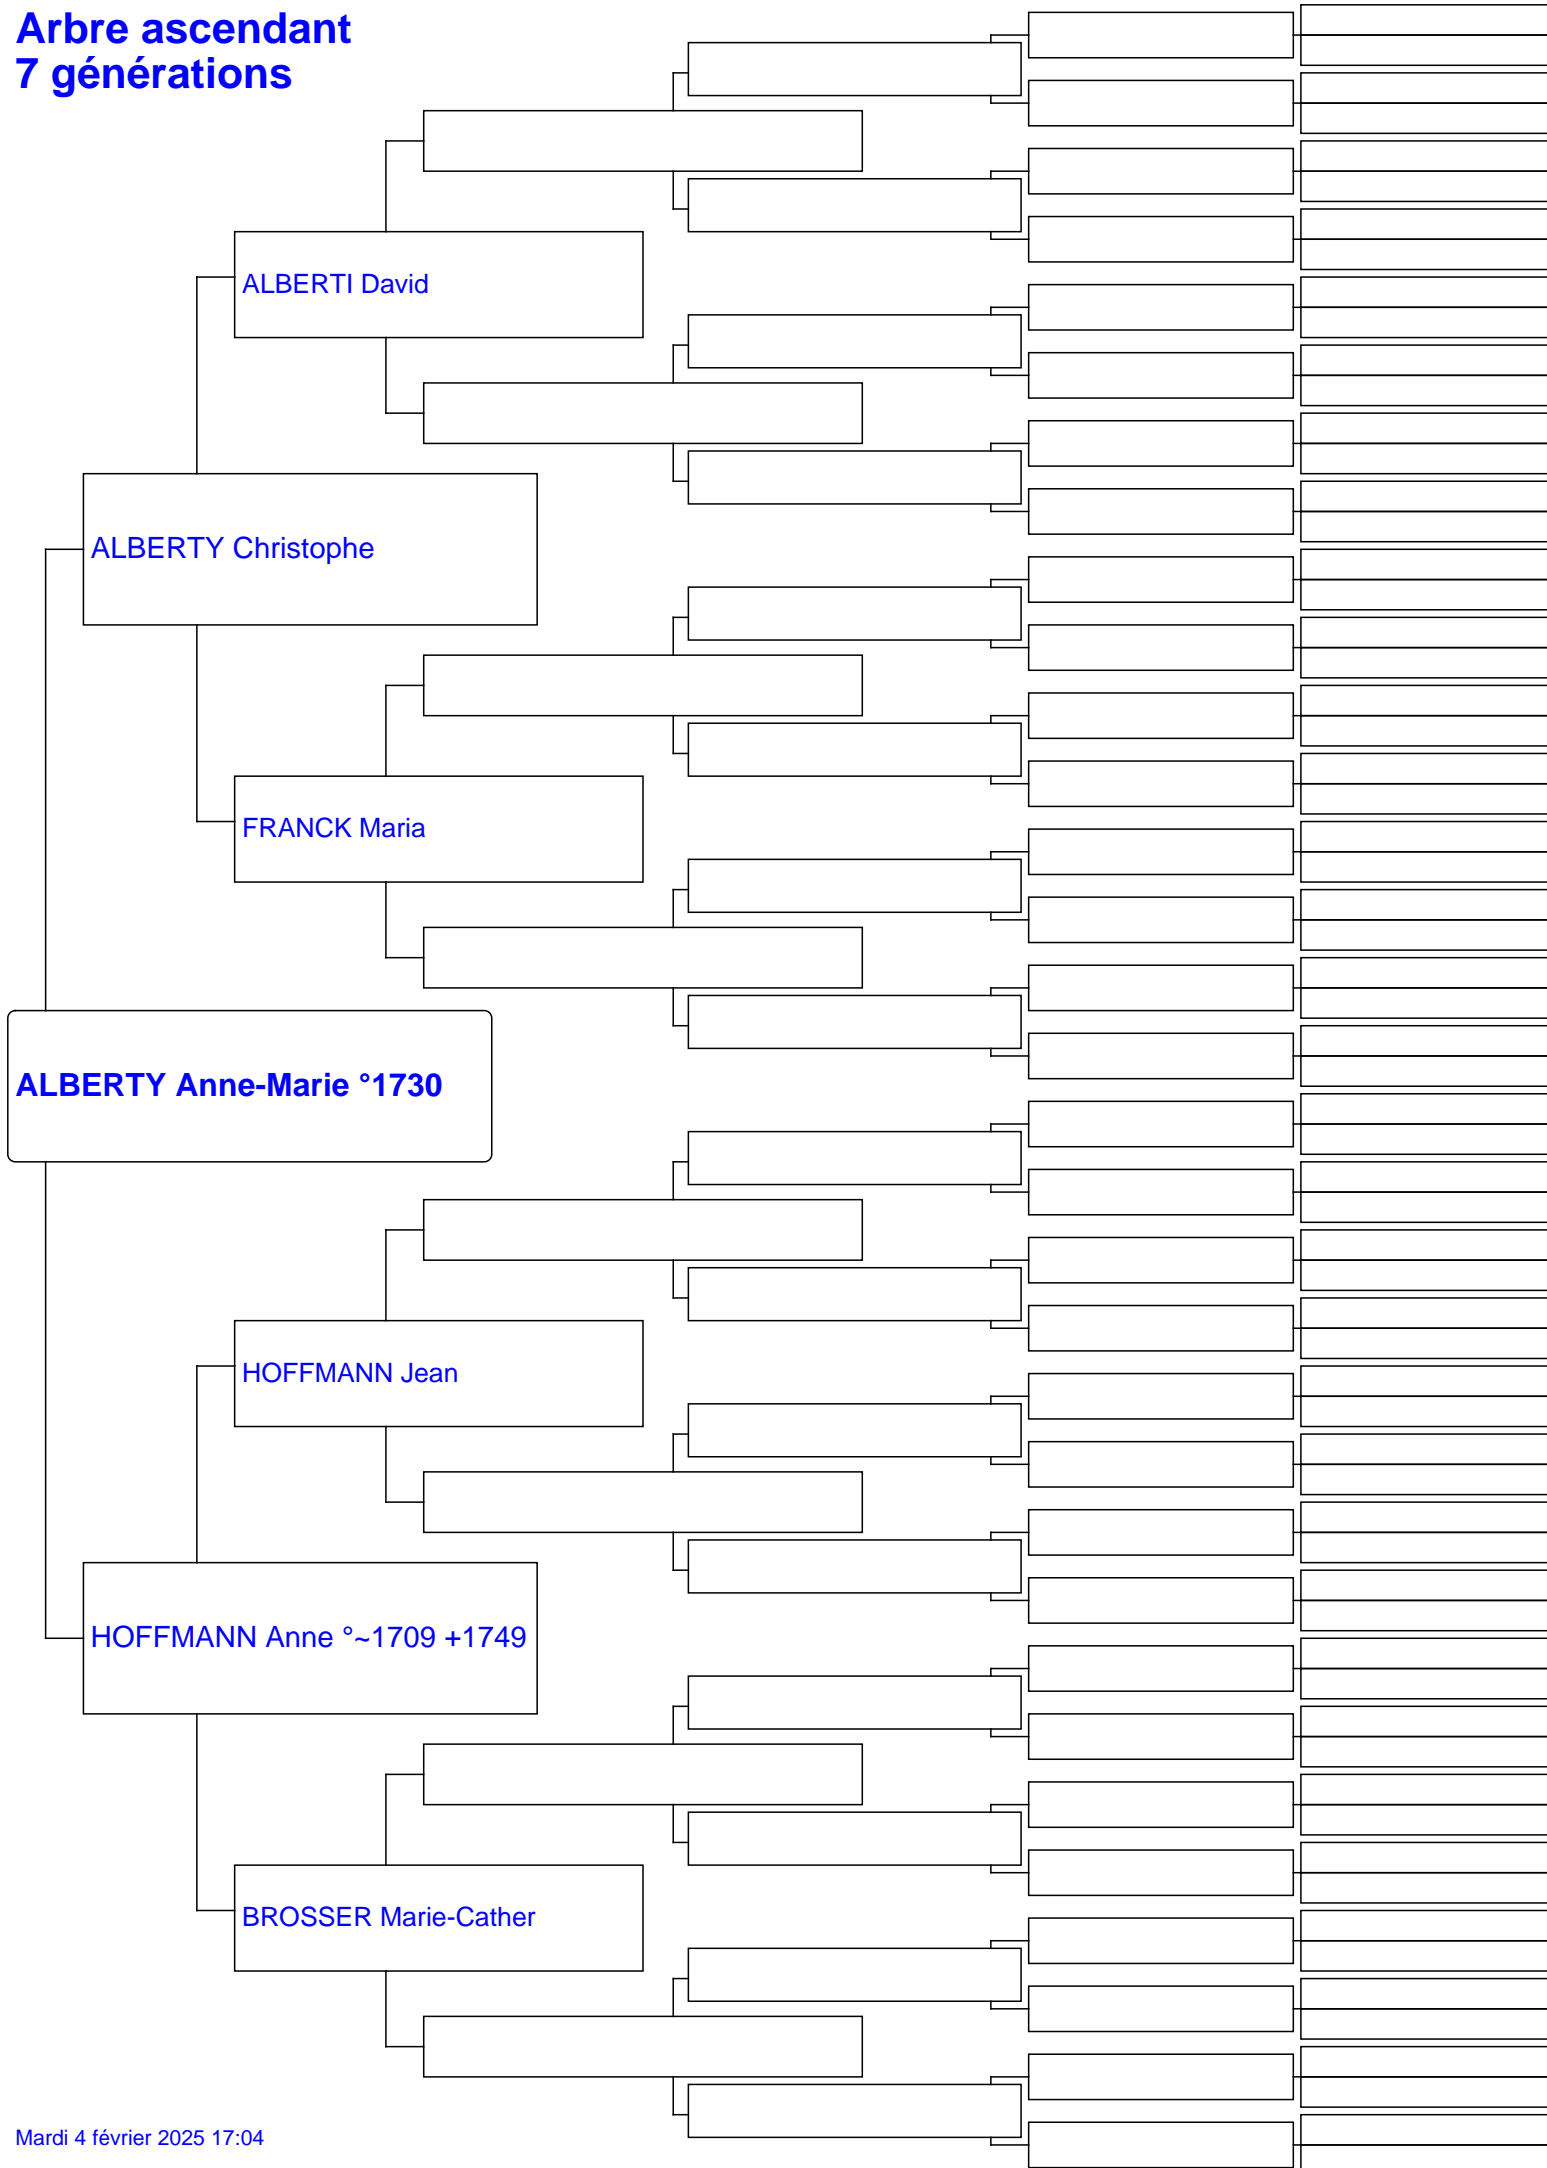 Arbre ascendant
7 générations
ALBERTI David
ALBERTY Christophe
FRANCK Maria
ALBERTY Anne-Marie °1730
HOFFMANN Jean
HOFFMANN Anne °~1709 +1749
BROSSER Marie-Cather
Mardi 4 février 2025 17:04